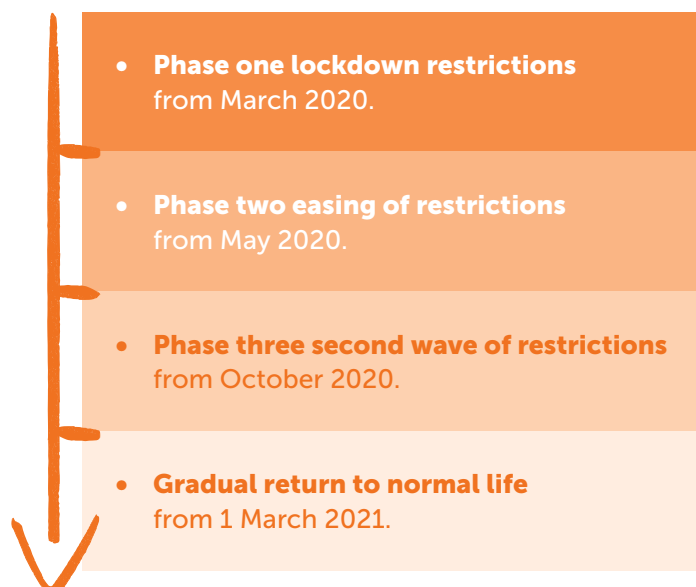 • Phase one lockdown restrictions
from March 2020.
• Phase two easing of restrictions
from May 2020.
• Phase three second wave of restrictions
from October 2020.
• Gradual return to normal life
from 1 March 2021.